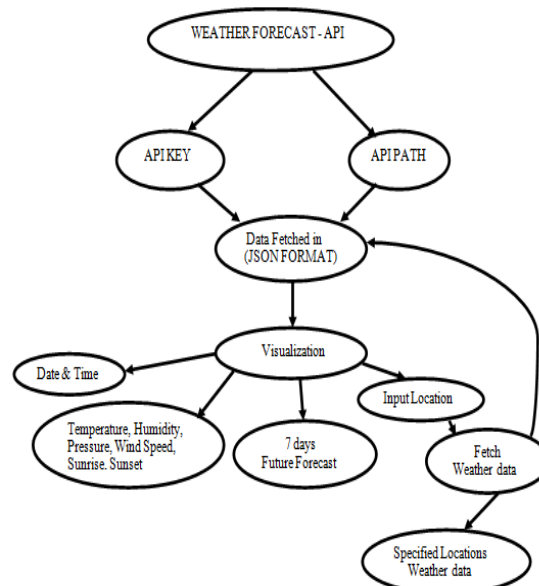 WEATHER FORECAST - API
API KEY
API PATH
Data Fetched in
(JSON FORMAT)
Visualization
Date & Time
Input Location
Temperature, Humidity,
Pressure, Wind Speed,
Sunrise. Sunset
7 days
Future Forecast
Fetch
Weather data
Specified Locations
Weather data